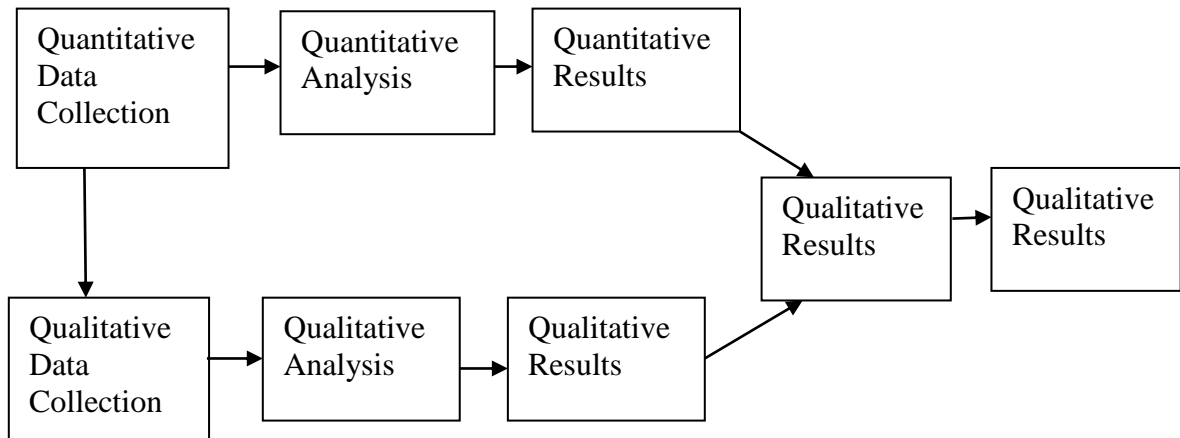 Quantitative
Data
Collection
Quantitative
Analysis
Quantitative
Results
Qualitative
Results
Qualitative
Results
Qualitative
Data
Collection
Qualitative
Analysis
Qualitative
Results